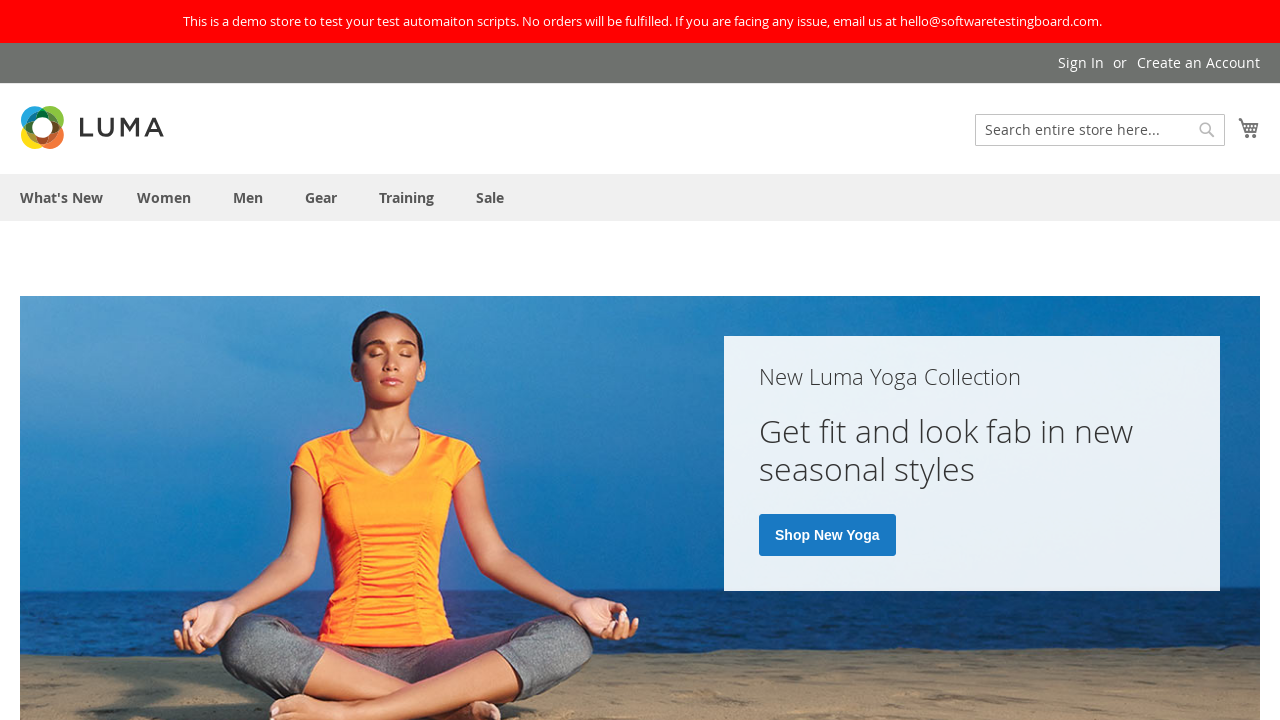 This is a demo store to test your test automaiton scripts. No orders will be fulfilled. If you are facing any issue, email us at hello@softwaretestingboard.com.
Sign In or Create an Account
LUMA
Search entire store here...
What's New Women Men Gear Training Sale
New Luma Yoga Collection
Get fit and look fab in new
seasonal styles
Shop New Yoga